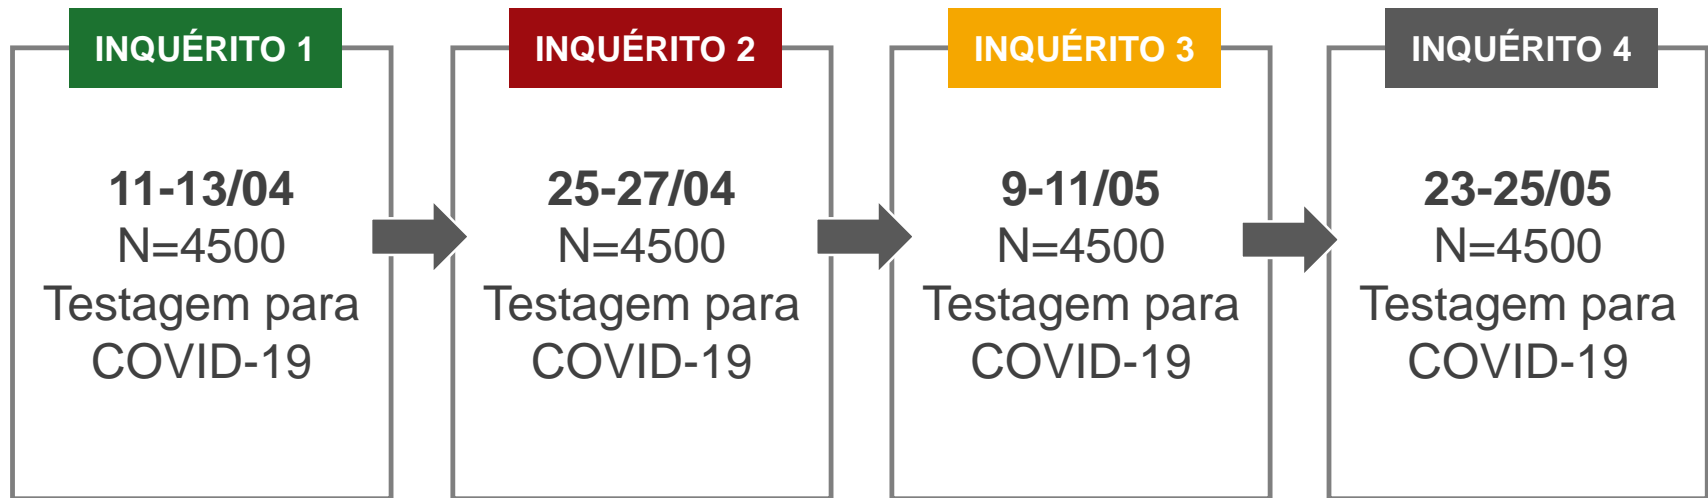 INQUÉRITO 1
11-13/04
N=4500
Testagem para
COVID-19
INQUÉRITO 2
25-27/04
N=4500
Testagem para
COVID-19
INQUÉRITO 3
9-11/05
N=4500
Testagem para
COVID-19
INQUÉRITO 4
23-25/05
N=4500
Testagem para
COVID-19